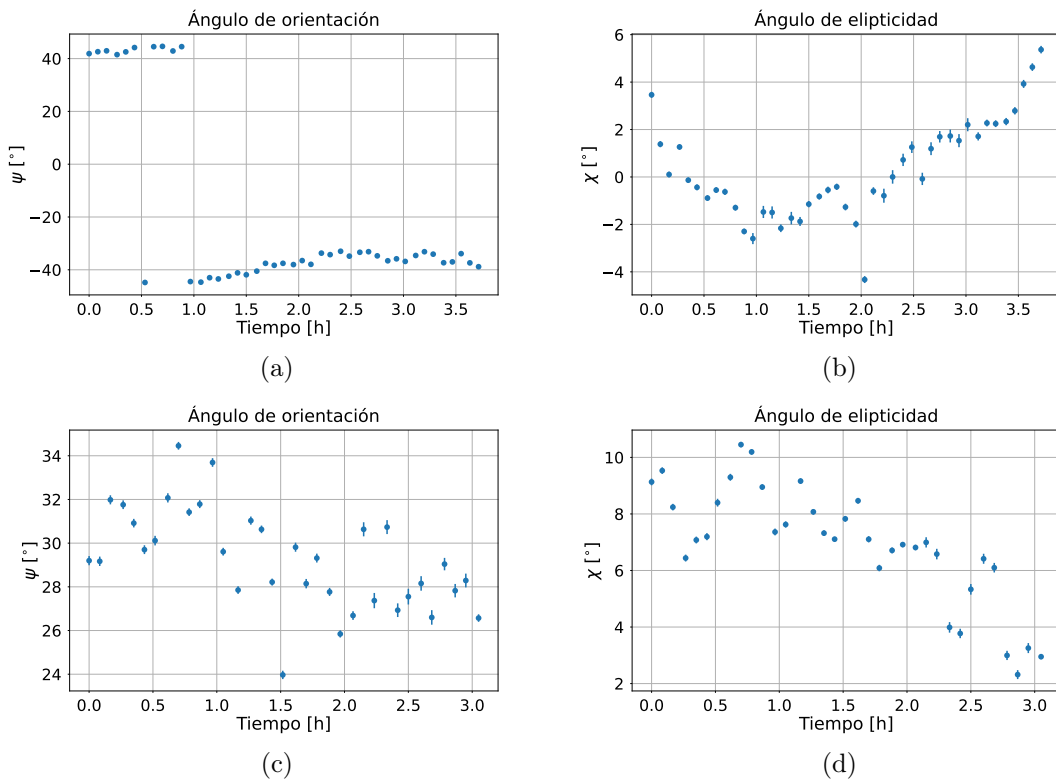 Ángulo de orientación
ψ [°]
40
20
0
−20
−40
0.0 0.5 1.0 1.5 2.0 2.5 3.0 3.5
Tiempo [h]
(a)
Ángulo de elipticidad
χ [°]
6
4
2
0
−2
−4
0.0 0.5 1.0 1.5 2.0 2.5 3.0 3.5
Tiempo [h]
(b)
Ángulo de orientación
ψ [°]
34
32
30
28
26
24
0.0 0.5 1.0 1.5 2.0 2.5 3.0
Tiempo [h]
(c)
Ángulo de elipticidad
χ [°]
10
8
6
4
2
0.0 0.5 1.0 1.5 2.0 2.5 3.0
Tiempo [h]
(d)